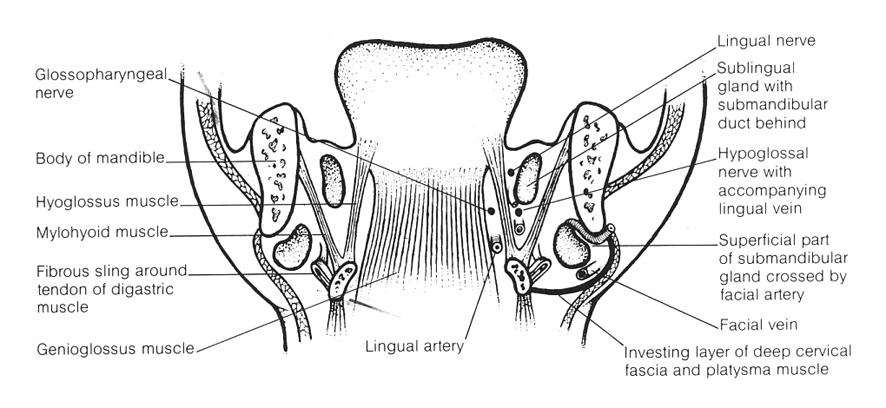 Glossopharyngeal
nerve
Body of mandible
Hyoglossus muscle
Mylohyoid muscle
Fibrous sling around
tendon of digastric
muscle
Genioglossus muscle
Lingual artery
Lingual nerve
Sublingual
gland with
submandibular
duct behind
Hypoglossal
nerve with
accompanying
lingual vein
Superficial part
of submandibular
gland crossed by
facial artery
Facial vein
Investing layer of deep cervical
fascia and platysma muscle